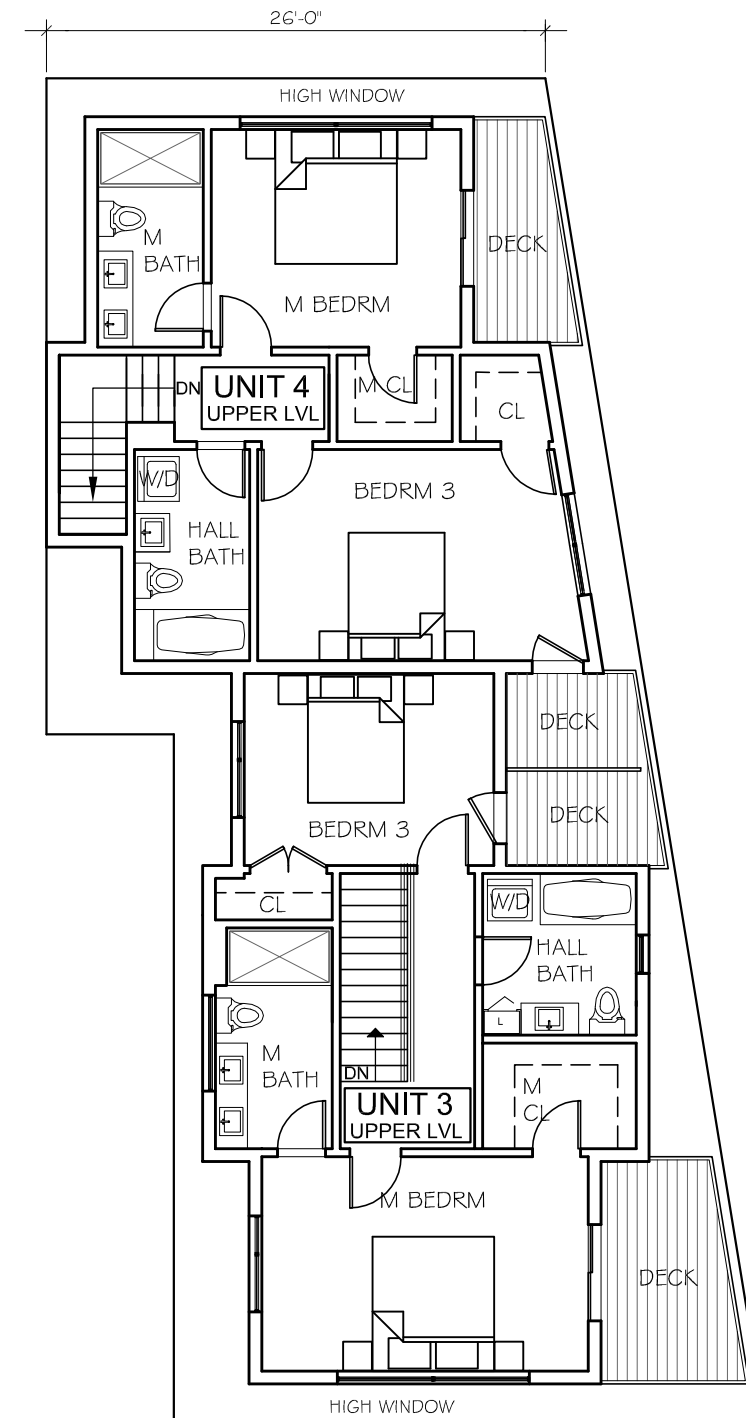 26'-0"
HIGH WINDOW
M
BATH
DECK
M BEDRM
DN
UNIT 4
UPPER LVL
M CL
CL
W/D
BEDRM 3
HALL
BATH
DECK
DECK
BEDRM 3
CL
W/D
HALL
BATH
L
M
BATH
DN
M
CL
UNIT 3
UPPER LVL
M BEDRM
DECK
HIGH WINDOW